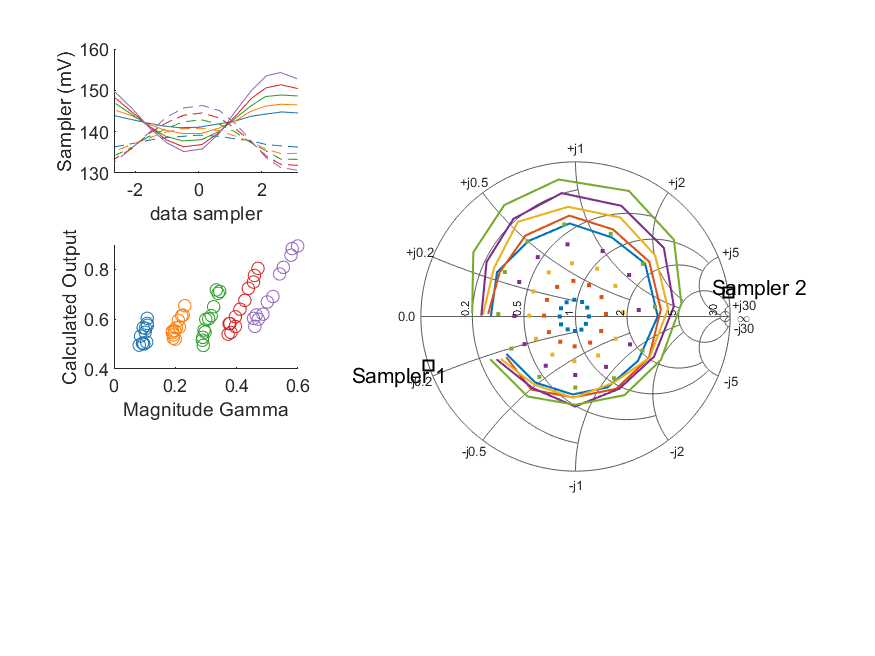 160
150
140
130
Sampler (mV)
-2
0
2
data sampler
0.8
0.6
0.4
Calculated Output
0
0.2
0.4
0.6
Magnitude Gamma
+j1
+j0.5
+j2
+j0.2
+j5
Sampler 2
+j30
0.0
0.2
0.5
1
2
5
30
∞
-j30
Sampler 1
-j0.2
-j5
-j0.5
-j2
-j1